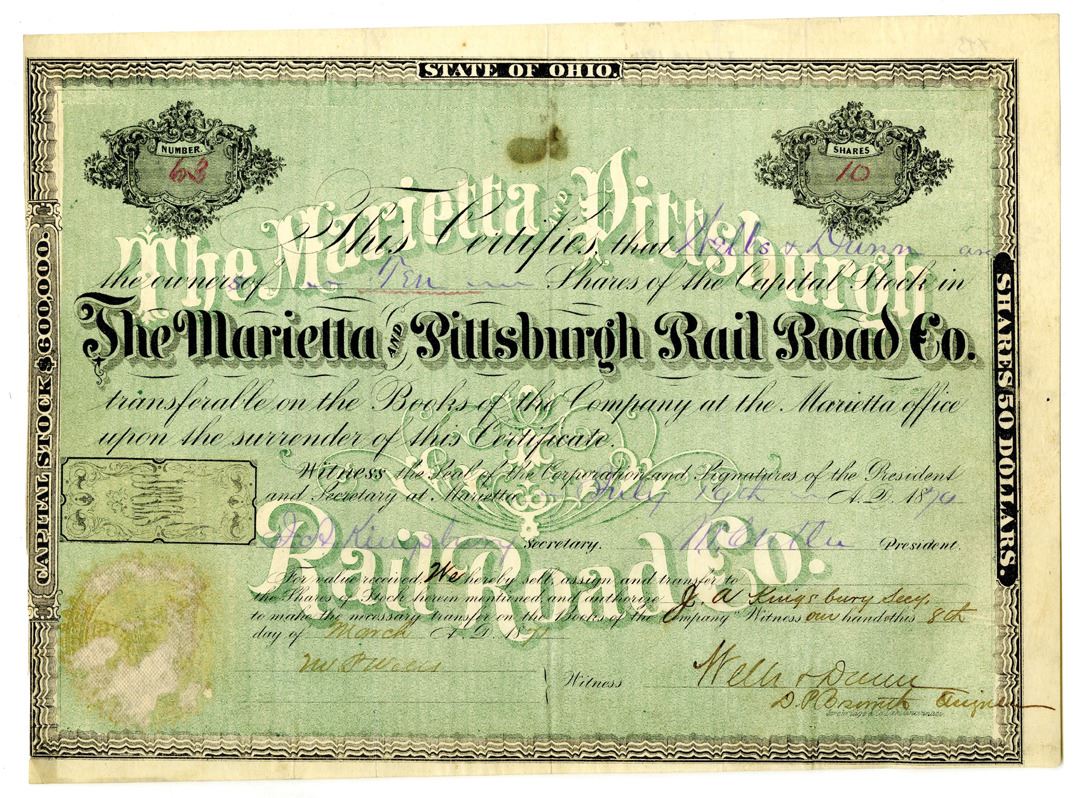 STATE OF OHIO.
NUMBER.
63
SHARES
10
The Marietta AND Pittsburgh
This Certifies, that Wells & Dunn are
the owners of Ten Shares of the Capital Stock in
The Marietta AND Pittsburgh Rail Road Co.
transferable on the Books of the Company at the Marietta office
upon the surrender of this Certificate.
Witness the Seal of the Corporation and Signatures of the President
and Secretary at Marietta July 19th A.D. 1870
J. A. Kingsbury Secretary. President.
Rail Road Co.
For value received, We hereby sell, assign and transfer to
the Shares of Stock herein mentioned, and authorize J. A Kingsbury Secy.
to make the necessary transfer on the Books of the Company Witness our hands this 8th
day of March A.D. 1871
Witness Wells & Dunn
CAPITAL STOCK $600,000.
SHARES 50 DOLLARS.